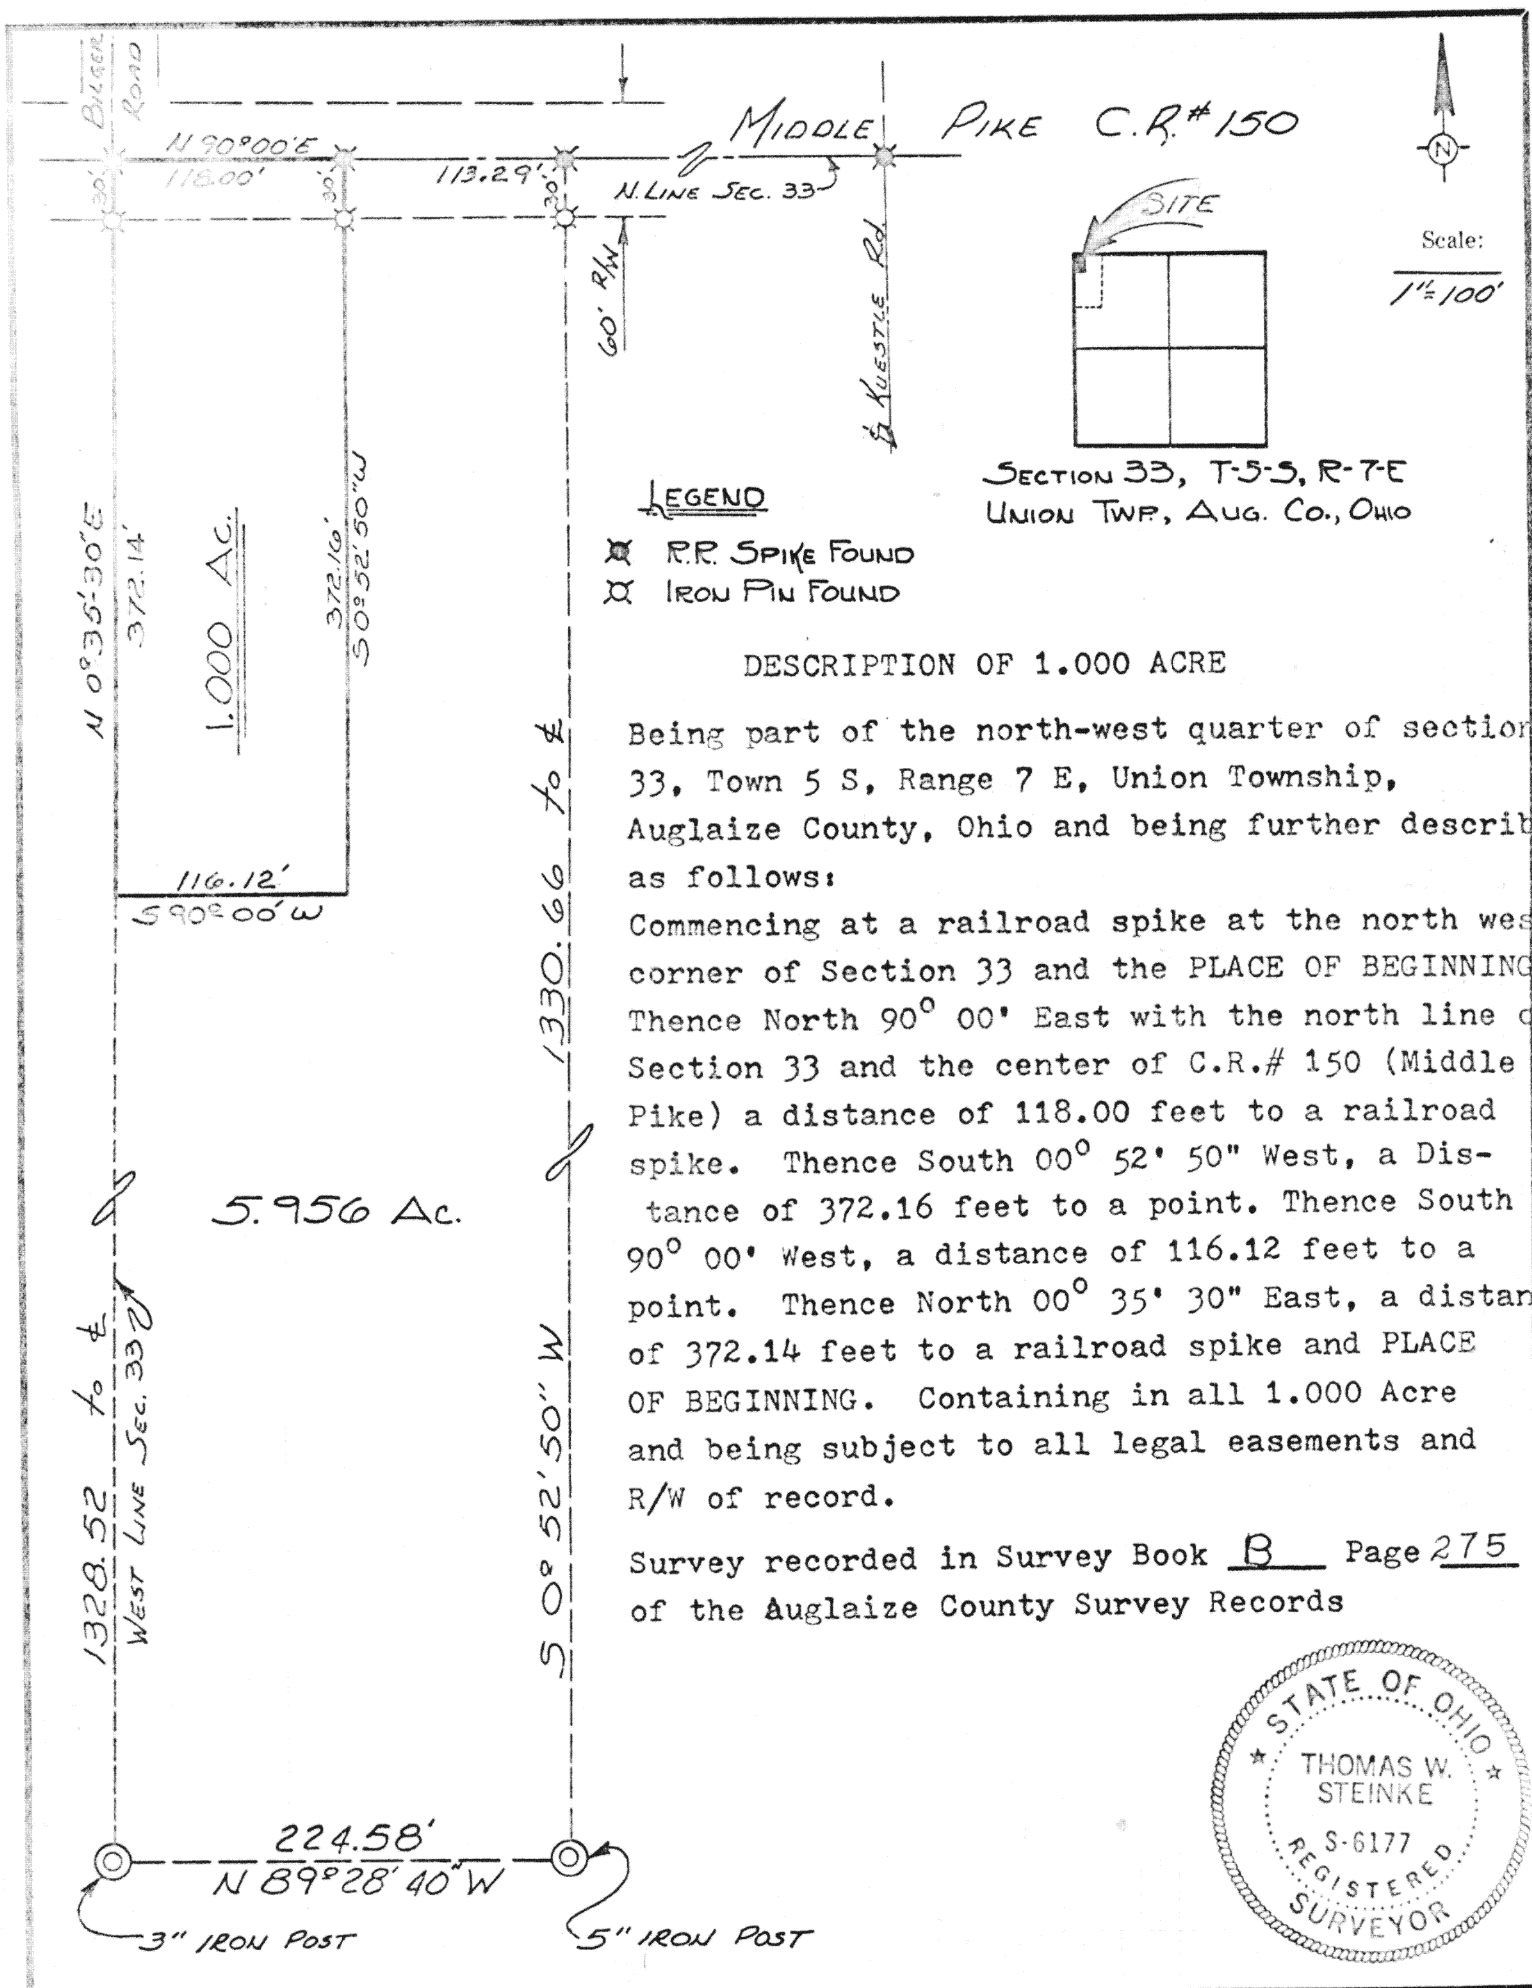 BILGER
ROAD
MIDDLE PIKE C.R.# 150
N 90°00'E
118.00'
113.29'
30'
30'
30'
N. LINE SEC. 33
60' R/W
℄ KUESTLE Rd.
N
SITE
Scale:
1"=100'
SECTION 33, T-5-S, R-7-E
UNION TWP., AUG. CO., OHIO
LEGEND
R.R. SPIKE FOUND
IRON PIN FOUND
N 0°35'-30"E
372.14'
1.000 AC.
372.16'
S0°52'50"W
116.12'
S 90°00'W
DESCRIPTION OF 1.000 ACRE
Being part of the north-west quarter of section
33, Town 5 S, Range 7 E, Union Township,
Auglaize County, Ohio and being further describ
as follows:
Commencing at a railroad spike at the north wes
corner of Section 33 and the PLACE OF BEGINNING
Thence North 90° 00' East with the north line o
Section 33 and the center of C.R.# 150 (Middle
Pike) a distance of 118.00 feet to a railroad
spike. Thence South 00° 52' 50" West, a Dis-
tance of 372.16 feet to a point. Thence South
90° 00' West, a distance of 116.12 feet to a
point. Thence North 00° 35' 30" East, a distan
of 372.14 feet to a railroad spike and PLACE
OF BEGINNING. Containing in all 1.000 Acre
and being subject to all legal easements and
R/W of record.
Survey recorded in Survey Book B Page 275
of the Auglaize County Survey Records
1330.66 to ℄
S 0° 52' 50" W
5.956 AC.
1328.52 to ℄
WEST LINE SEC. 33
224.58'
N 89°28'40"W
3" IRON POST
5" IRON POST
STATE OF OHIO
THOMAS W.
STEINKE
S-6177
REGISTERED
SURVEYOR